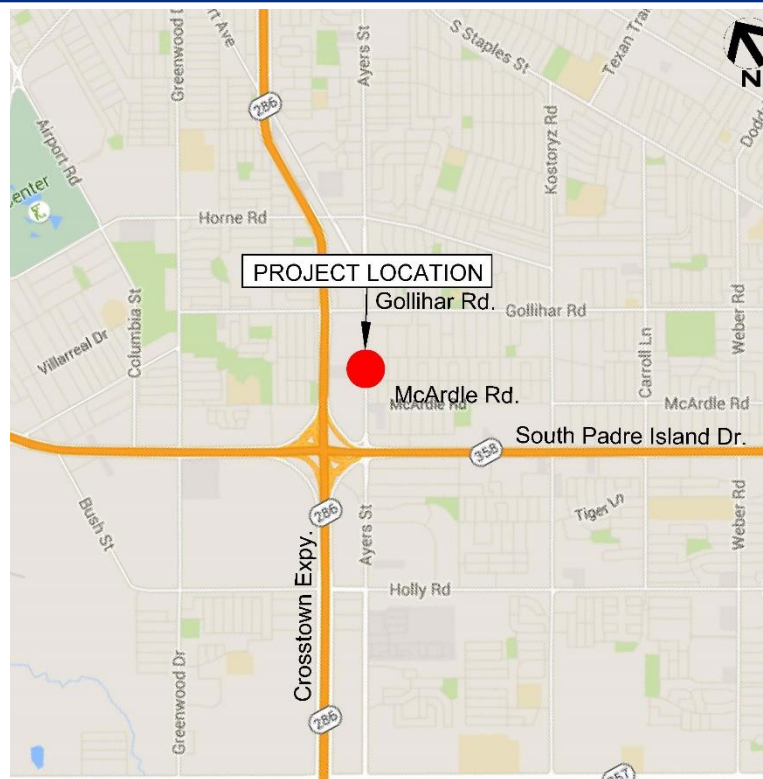 Greenwood D
rt Ave
Ayers St
S Staples St
Texan Tra
N
286
Airport Rd
Kostoryz Rd
Dodd
enter
Horne Rd
PROJECT LOCATION
Gollihar Rd.
Gollihar Rd
Columbia St
Villarreal Dr
Carroll Ln
Weber Rd
McArdle Rd.
McArdle Rd
McArdle Rd
South Padre Island Dr.
358
Bush St
286
Ayers St
Tiger Ln
Weber Rd
Crosstown Expy.
Holly Rd
Greenwood Dr
286
357